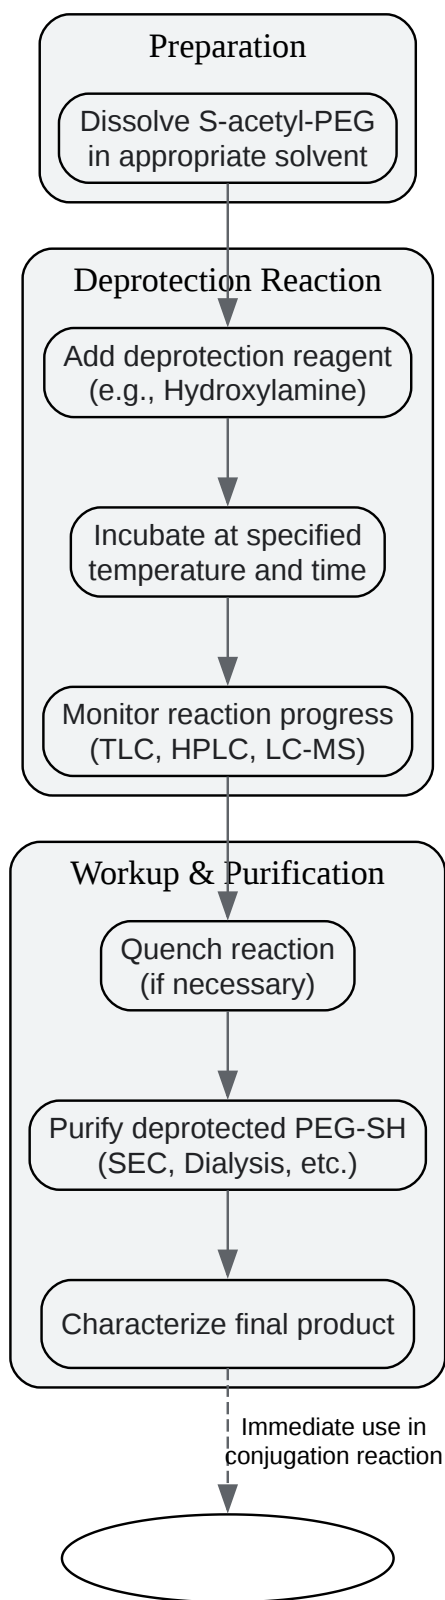 Preparation
Dissolve S-acetyl-PEG
in appropriate solvent
Deprotection Reaction
Add deprotection reagent
(e.g., Hydroxylamine)
Incubate at specified
temperature and time
Monitor reaction progress
(TLC, HPLC, LC-MS)
Workup & Purification
Quench reaction
(if necessary)
Purify deprotected PEG-SH
(SEC, Dialysis, etc.)
Characterize final product
Immediate use in
conjugation reaction